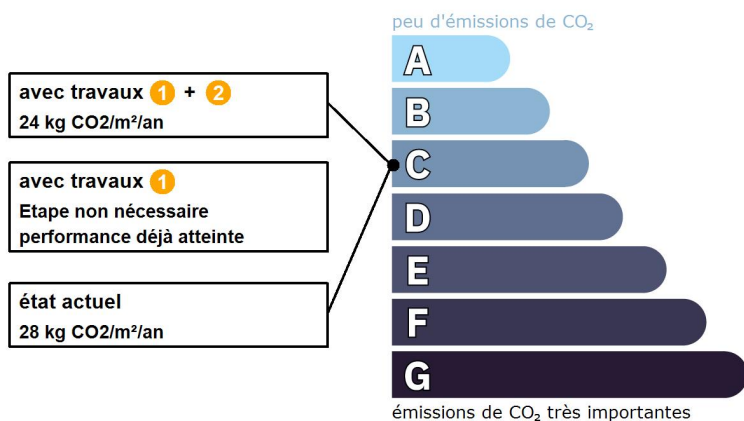 peu d'émissions de CO₂
avec travaux 1 + 2
24 kg CO2/m²/an
avec travaux 1
Etape non nécessaire
performance déjà atteinte
état actuel
28 kg CO2/m²/an
A
B
C
D
E
F
G
émissions de CO₂ très importantes